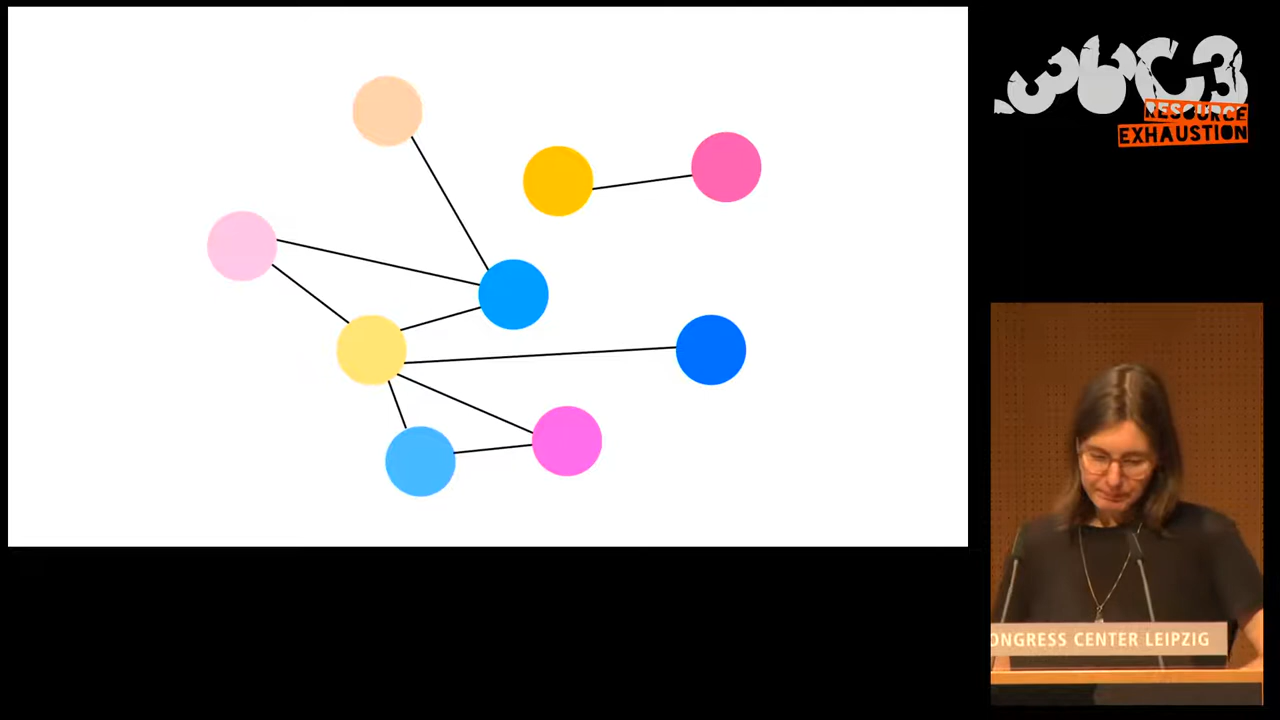 36C3
RESOURCE
EXHAUSTION
ONGRESS CENTER LEIPZIG